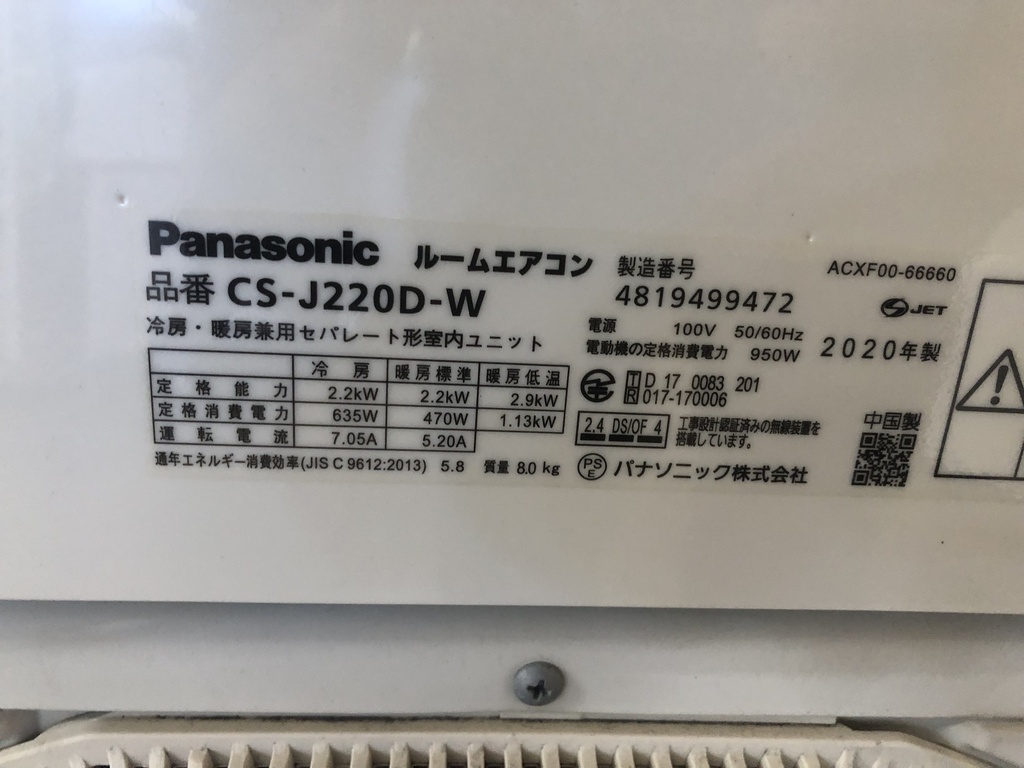 Panasonic ルームエアコン
品番 CS-J220D-W
冷房・暖房兼用セパレート形室内ユニット
冷房 暖房標準 暖房低温
定格能力 2.2kW 2.2kW 2.9kW
定格消費電力 635W 470W 1.13kW
運転電流 7.05A 5.20A
通年エネルギー消費効率(JIS C 9612:2013) 5.8 質量 8.0 kg
製造番号
4819499472
電源 100V 50/60Hz
電動機の定格消費電力 950W
T D 17 0083 201
R 017-170006
2.4 DS/OF 4
工事設計認証済みの無線装置を
搭載しています。
PS
E
パナソニック株式会社
ACXF00-66660
S JET
2020年製
中国製